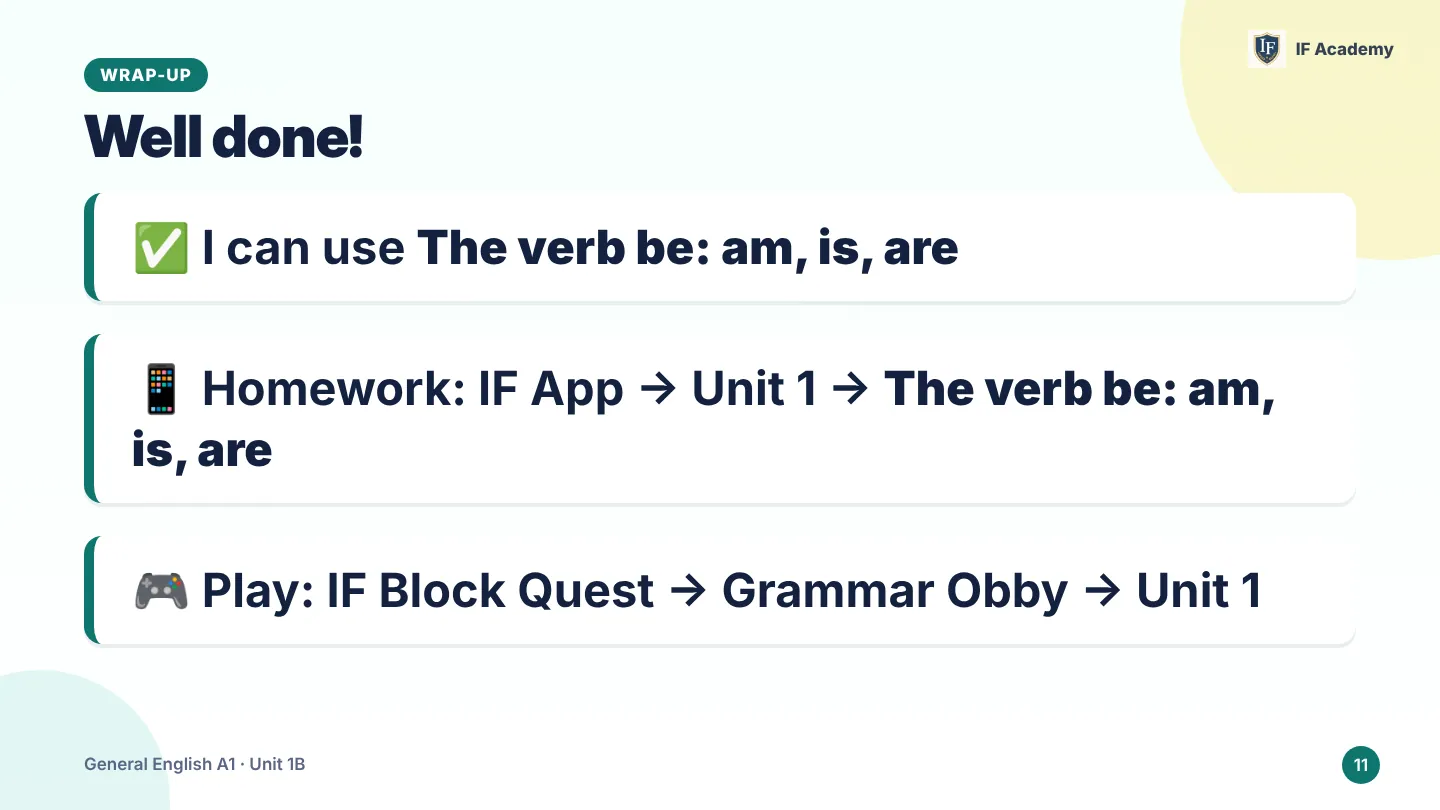 IF Academy
WRAP-UP
Well done!
✅ I can use The verb be: am, is, are
📱 Homework: IF App → Unit 1 → The verb be: am,
is, are
🎮 Play: IF Block Quest → Grammar Obby → Unit 1
General English A1 · Unit 1B
11